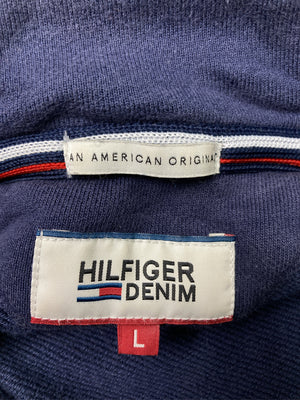 AN AMERICAN ORIGINAL
HILFIGER
DENIM
L